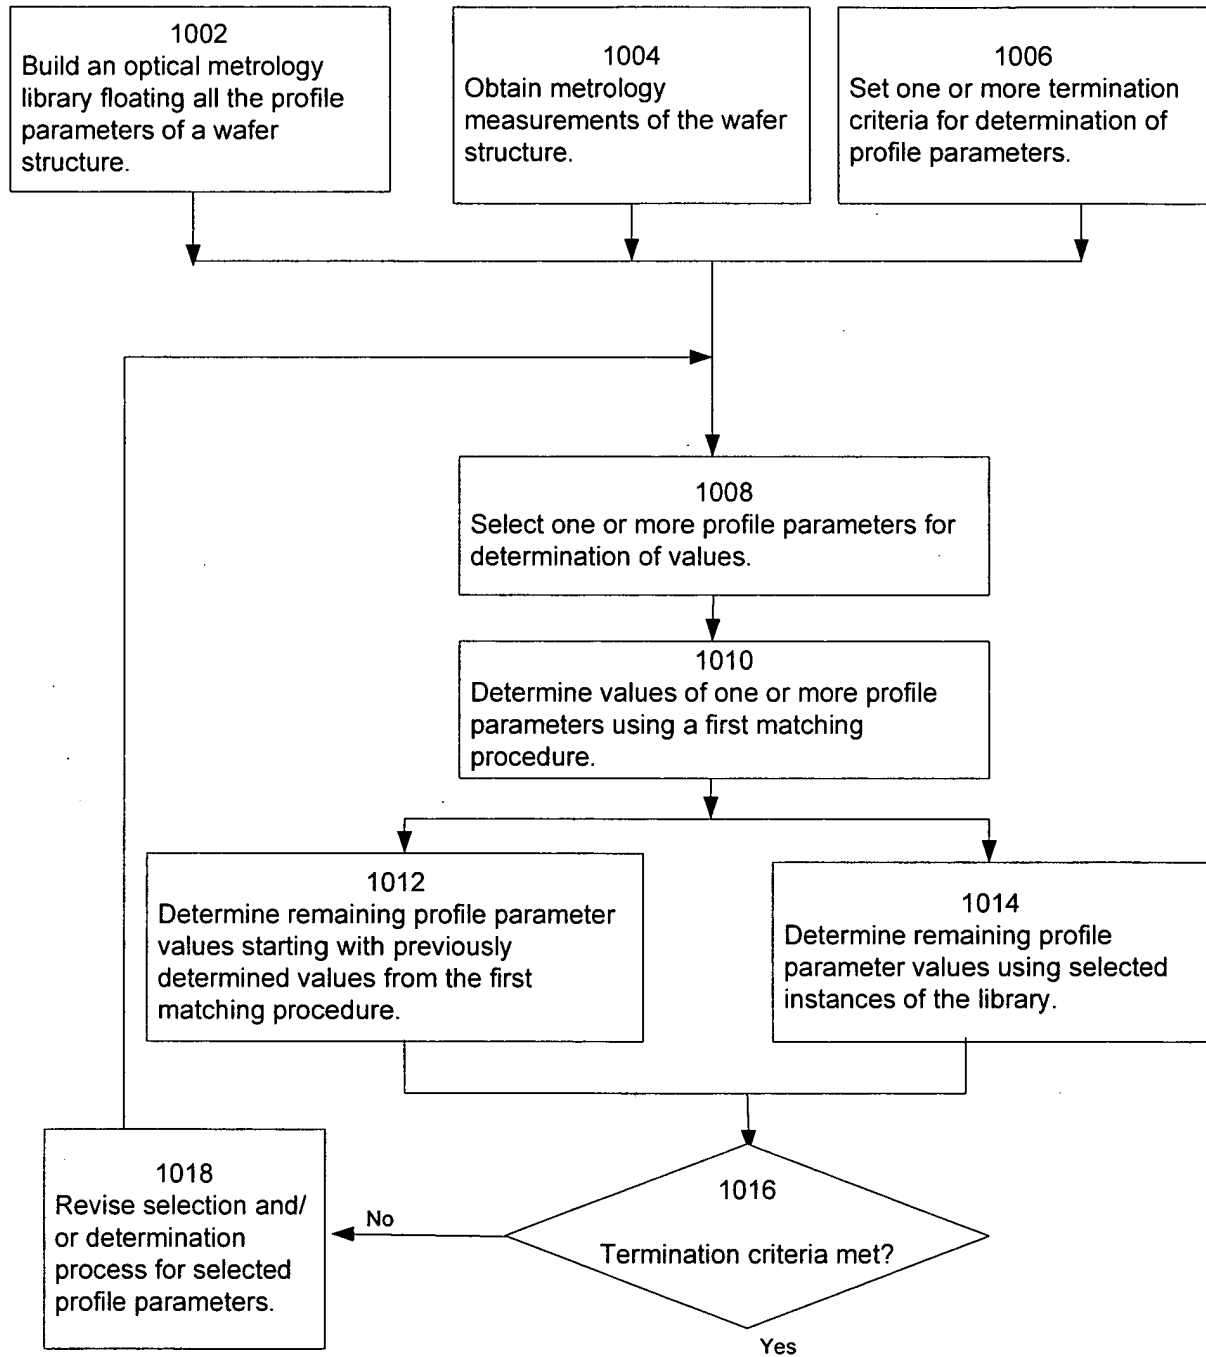 1002
Build an optical metrology
library floating all the profile
parameters of a wafer
structure.
1004
Obtain metrology
measurements of the wafer
structure.
1006
Set one or more termination
criteria for determination of
profile parameters.
1008
Select one or more profile parameters for
determination of values.
1010
Determine values of one or more profile
parameters using a first matching
procedure.
1012
Determine remaining profile parameter
values starting with previously
determined values from the first
matching procedure.
1014
Determine remaining profile
parameter values using selected
instances of the library.
1016
Termination criteria met?
No
Yes
1018
Revise selection and/
or determination
process for selected
profile parameters.